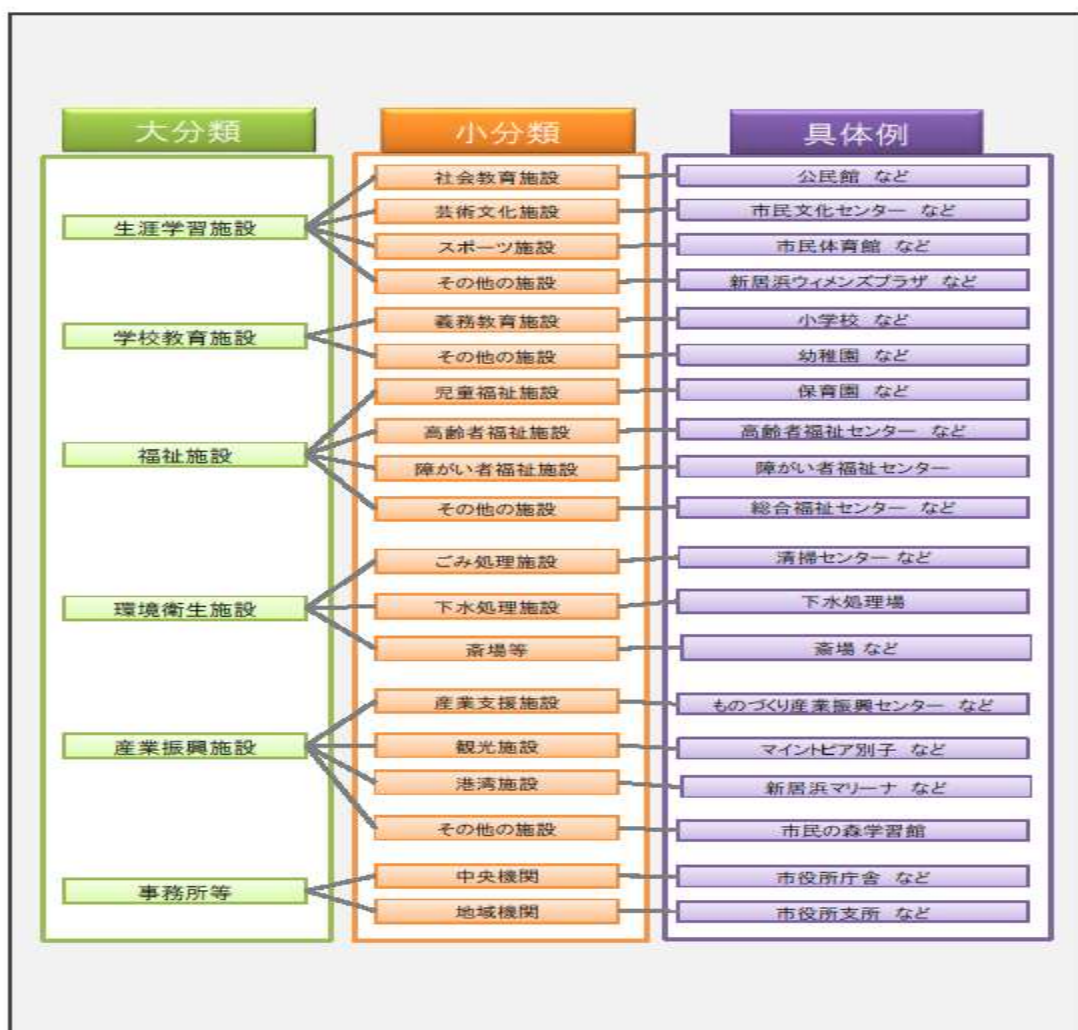 大分類 小分類 具体例
生涯学習施設
社会教育施設 公民館 など
芸術文化施設 市民文化センター など
スポーツ施設 市民体育館 など
その他の施設 新居浜ウィメンズプラザ など
学校教育施設
義務教育施設 小学校 など
その他の施設 幼稚園 など
福祉施設
児童福祉施設 保育園 など
高齢者福祉施設 高齢者福祉センター など
障がい者福祉施設 障がい者福祉センター
その他の施設 総合福祉センター など
環境衛生施設
ごみ処理施設 清掃センター など
下水処理施設 下水処理場
斎場等 斎場 など
産業振興施設
産業支援施設 ものづくり産業振興センター など
観光施設 マイントピア別子 など
港湾施設 新居浜マリーナ など
その他の施設 市民の森学習館
事務所等
中央機関 市役所庁舎 など
地域機関 市役所支所 など